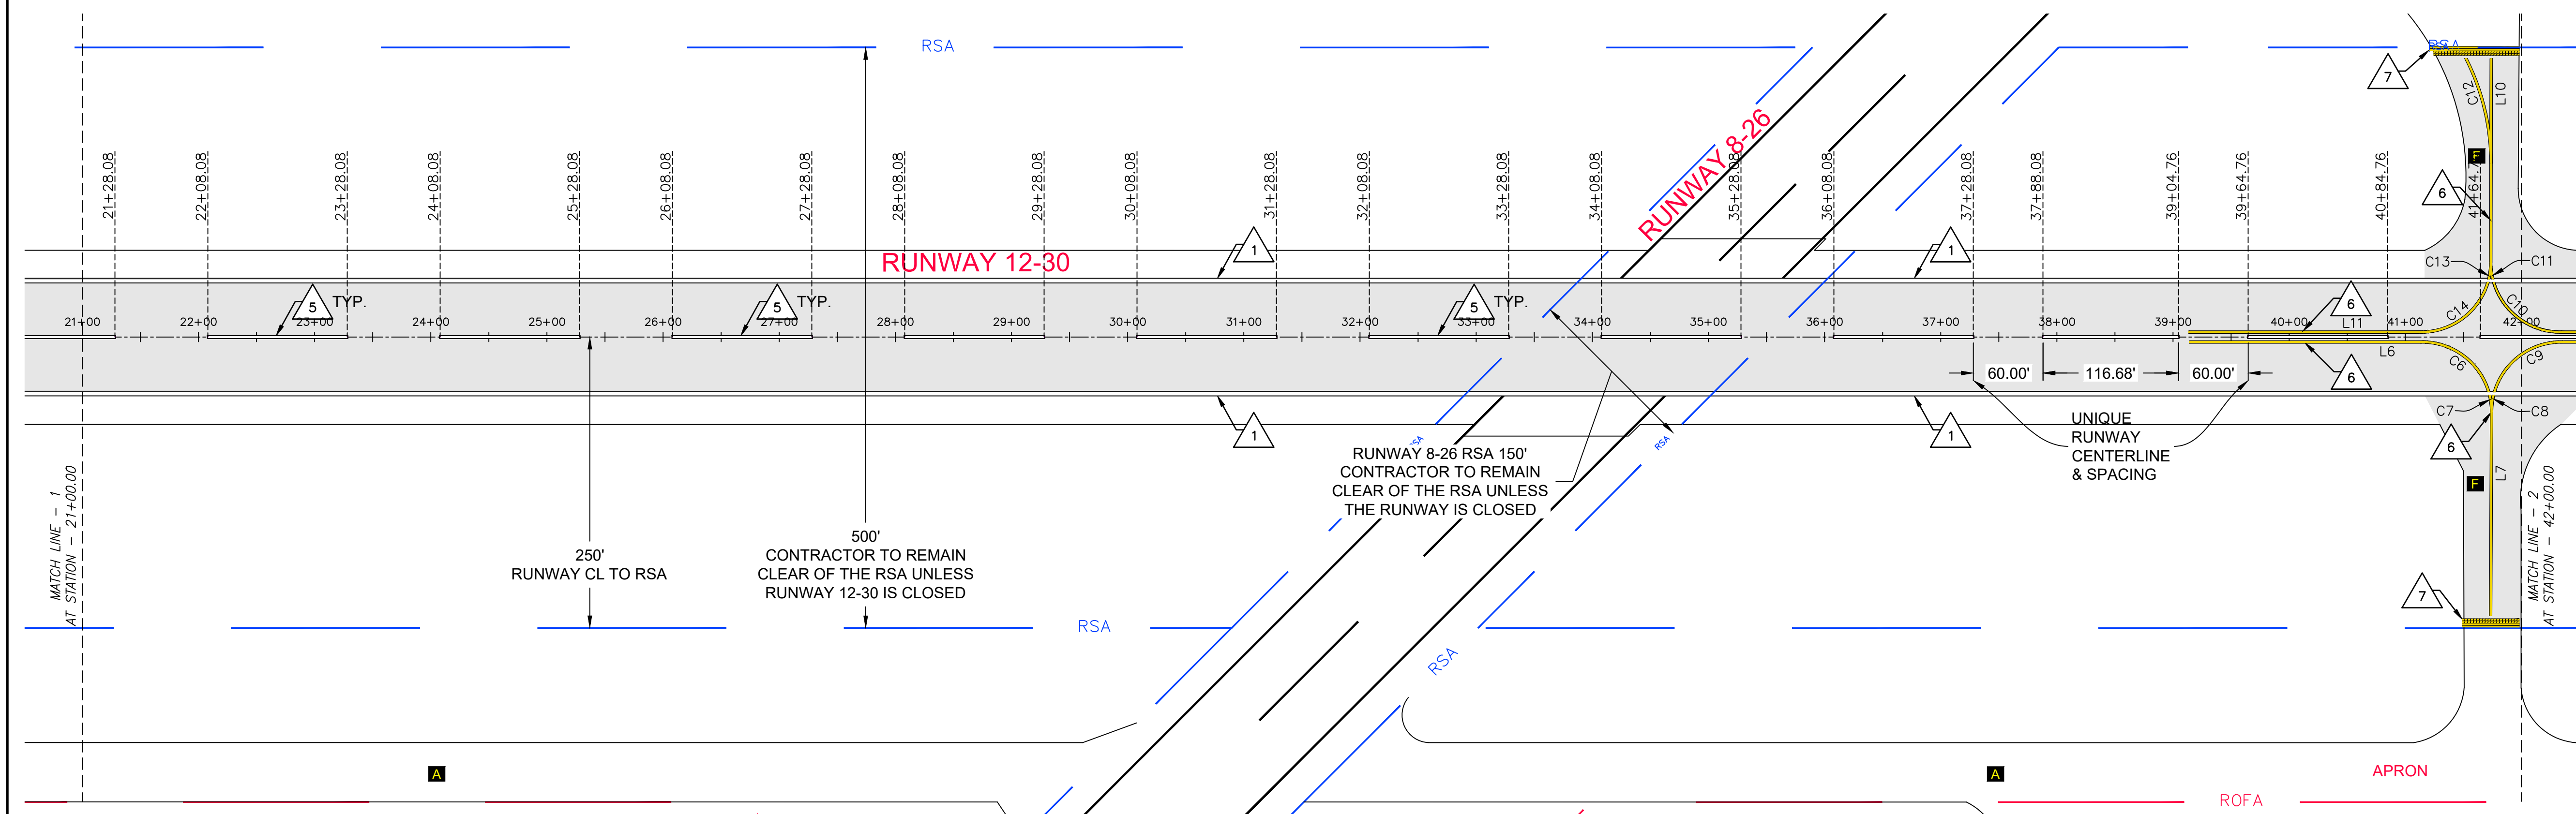 RSA
RSA
RSA
7
C12
L10
F
6
RUNWAY 8-26
21+28.08
22+08.08
23+28.08
24+08.08
25+28.08
26+08.08
27+28.08
28+08.08
29+28.08
30+08.08
31+28.08
32+08.08
33+28.08
34+08.08
35+28.08
36+08.08
37+28.08
37+88.08
39+04.76
39+64.76
40+84.76
41+64.76
1
1
RUNWAY 12-30
C13
C11
5 TYP.
5 TYP.
5 TYP.
6
C14
C10
21+00
22+00
23+00
24+00
25+00
26+00
27+00
28+00
29+00
30+00
31+00
32+00
33+00
34+00
35+00
36+00
37+00
38+00
39+00
40+00
41+00
42+00
L11
L6
C6
C9
60.00'
116.68'
60.00'
6
C7
C8
1
1
6
UNIQUE
RUNWAY
CENTERLINE
& SPACING
RSA
RSA
RUNWAY 8-26 RSA 150'
CONTRACTOR TO REMAIN
CLEAR OF THE RSA UNLESS
THE RUNWAY IS CLOSED
L7
F
MATCH LINE - 1
AT STATION - 21+00.00
MATCH LINE - 2
AT STATION - 42+00.00
250'
RUNWAY CL TO RSA
500'
CONTRACTOR TO REMAIN
CLEAR OF THE RSA UNLESS
RUNWAY 12-30 IS CLOSED
7
RSA
RSA
A
A
APRON
ROFA